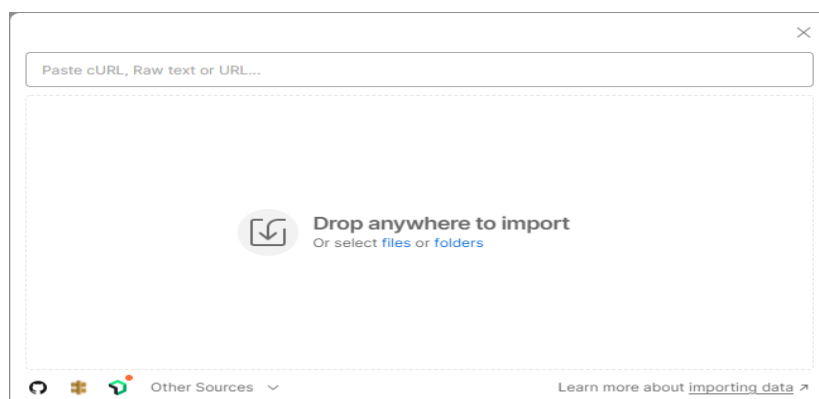 Paste cURL, Raw text or URL...
Drop anywhere to import
Or select files or folders
Other Sources
Learn more about importing data